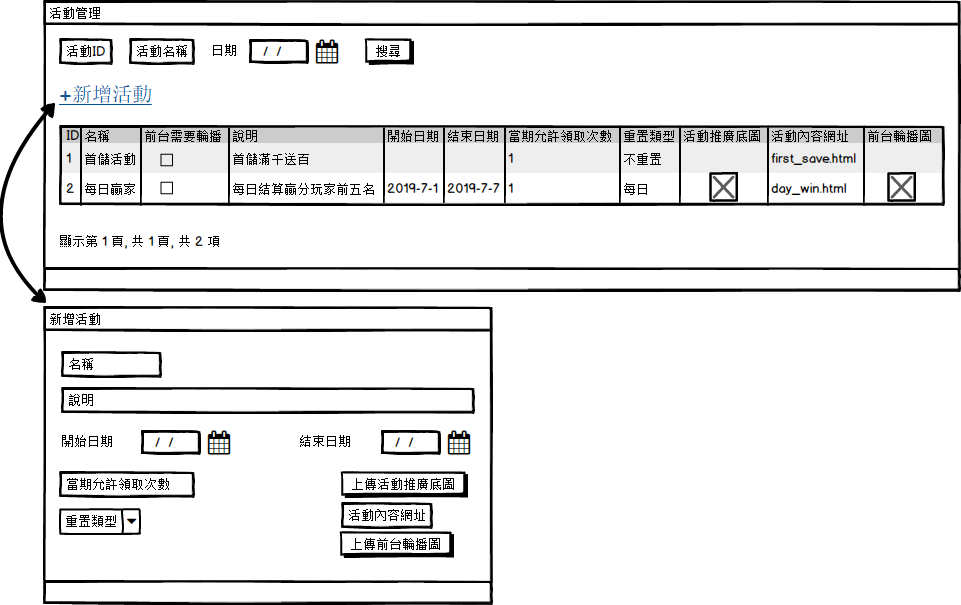 活動管理
活動ID 活動名稱 日期 / / 搜尋
+新增活動
ID 名稱 前台需要輪播 說明 開始日期 結束日期 當期允許領取次數 重置類型 活動推廣底圖 活動內容網址 前台輪播圖
1 首儲活動 首儲滿千送百 1 不重置 first_save.html
2 每日贏家 每日結算贏分玩家前五名 2019-7-1 2019-7-7 1 每日 day_win.html
顯示第 1 頁, 共 1 頁, 共 2 項
新增活動
名稱
說明
開始日期 / / 結束日期 / /
當期允許領取次數 上傳活動推廣底圖
重置類型 活動內容網址
上傳前台輪播圖